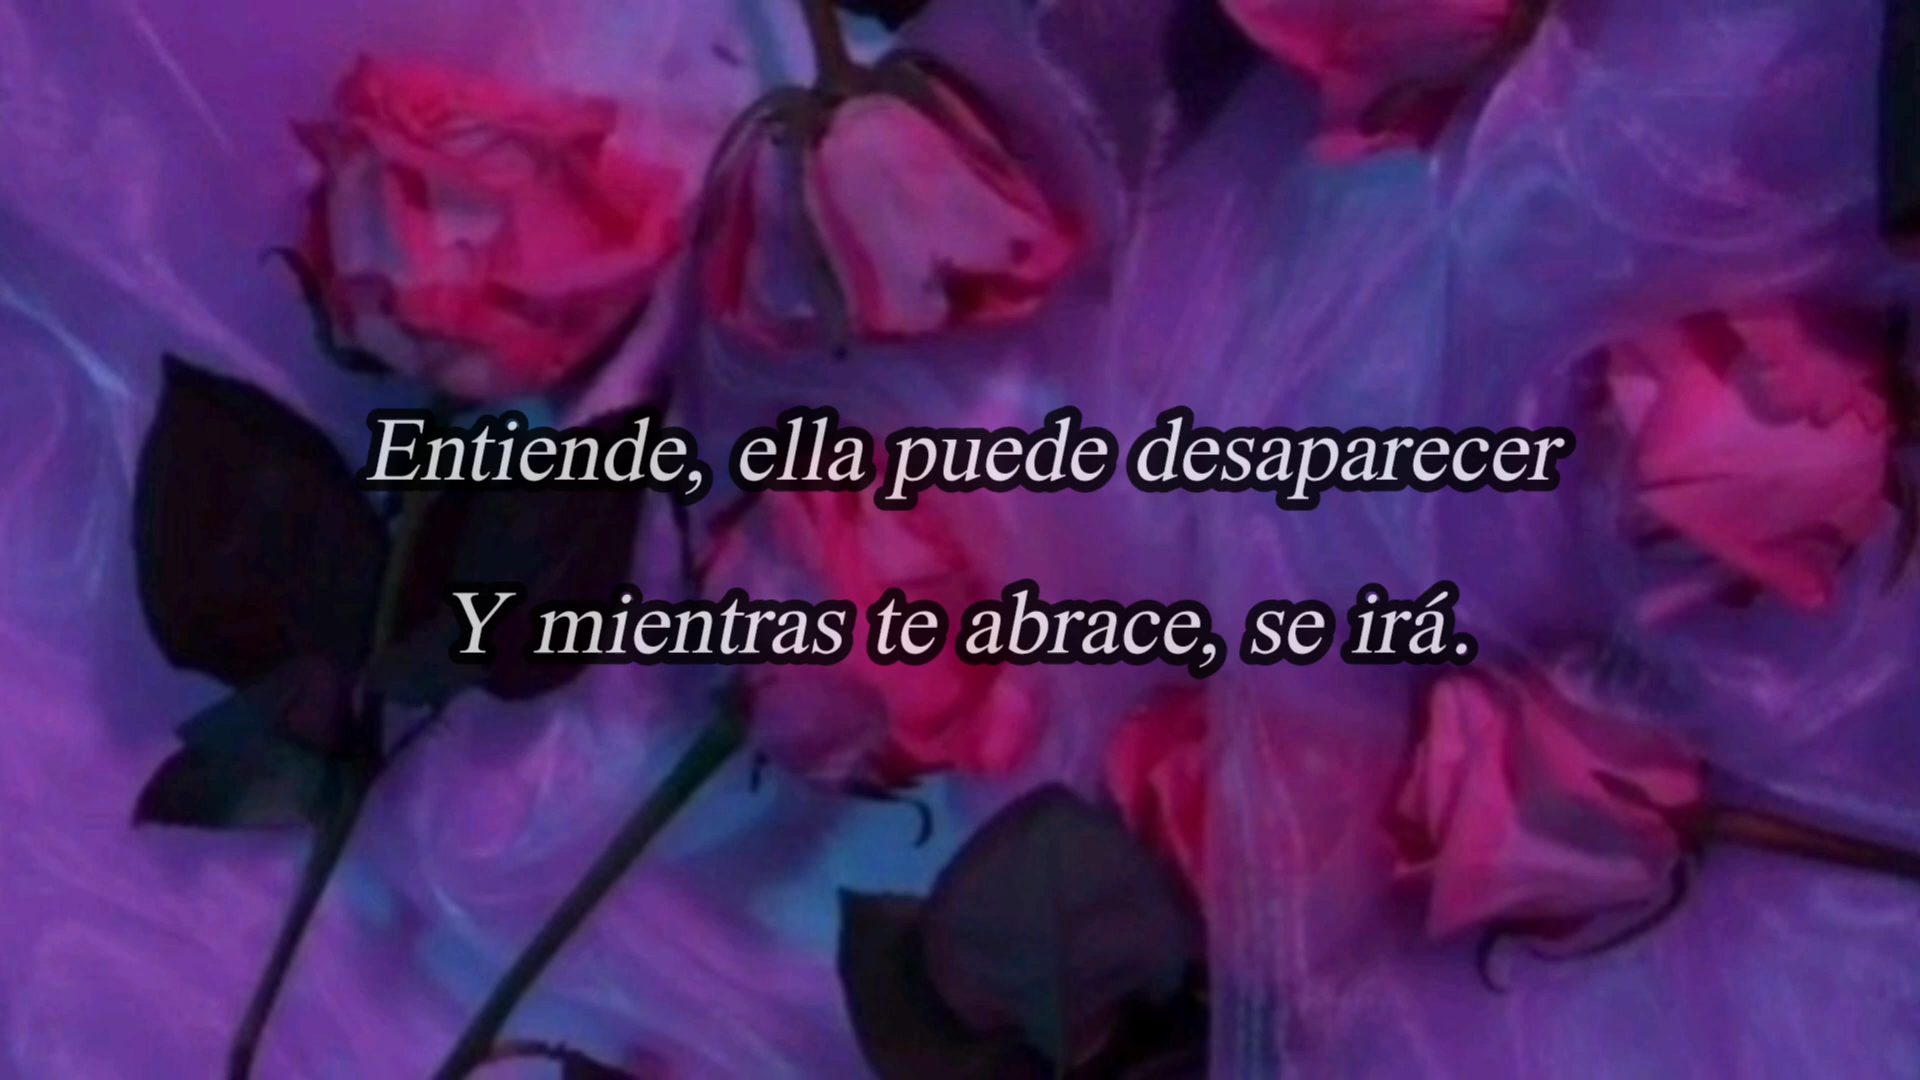 Entiende, ella puede desaparecer
Y mientras te abrace, se irá.